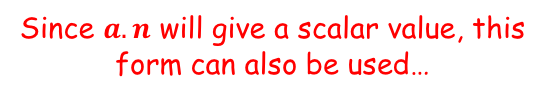 Since a.n will give a scalar value, this
form can also be used…